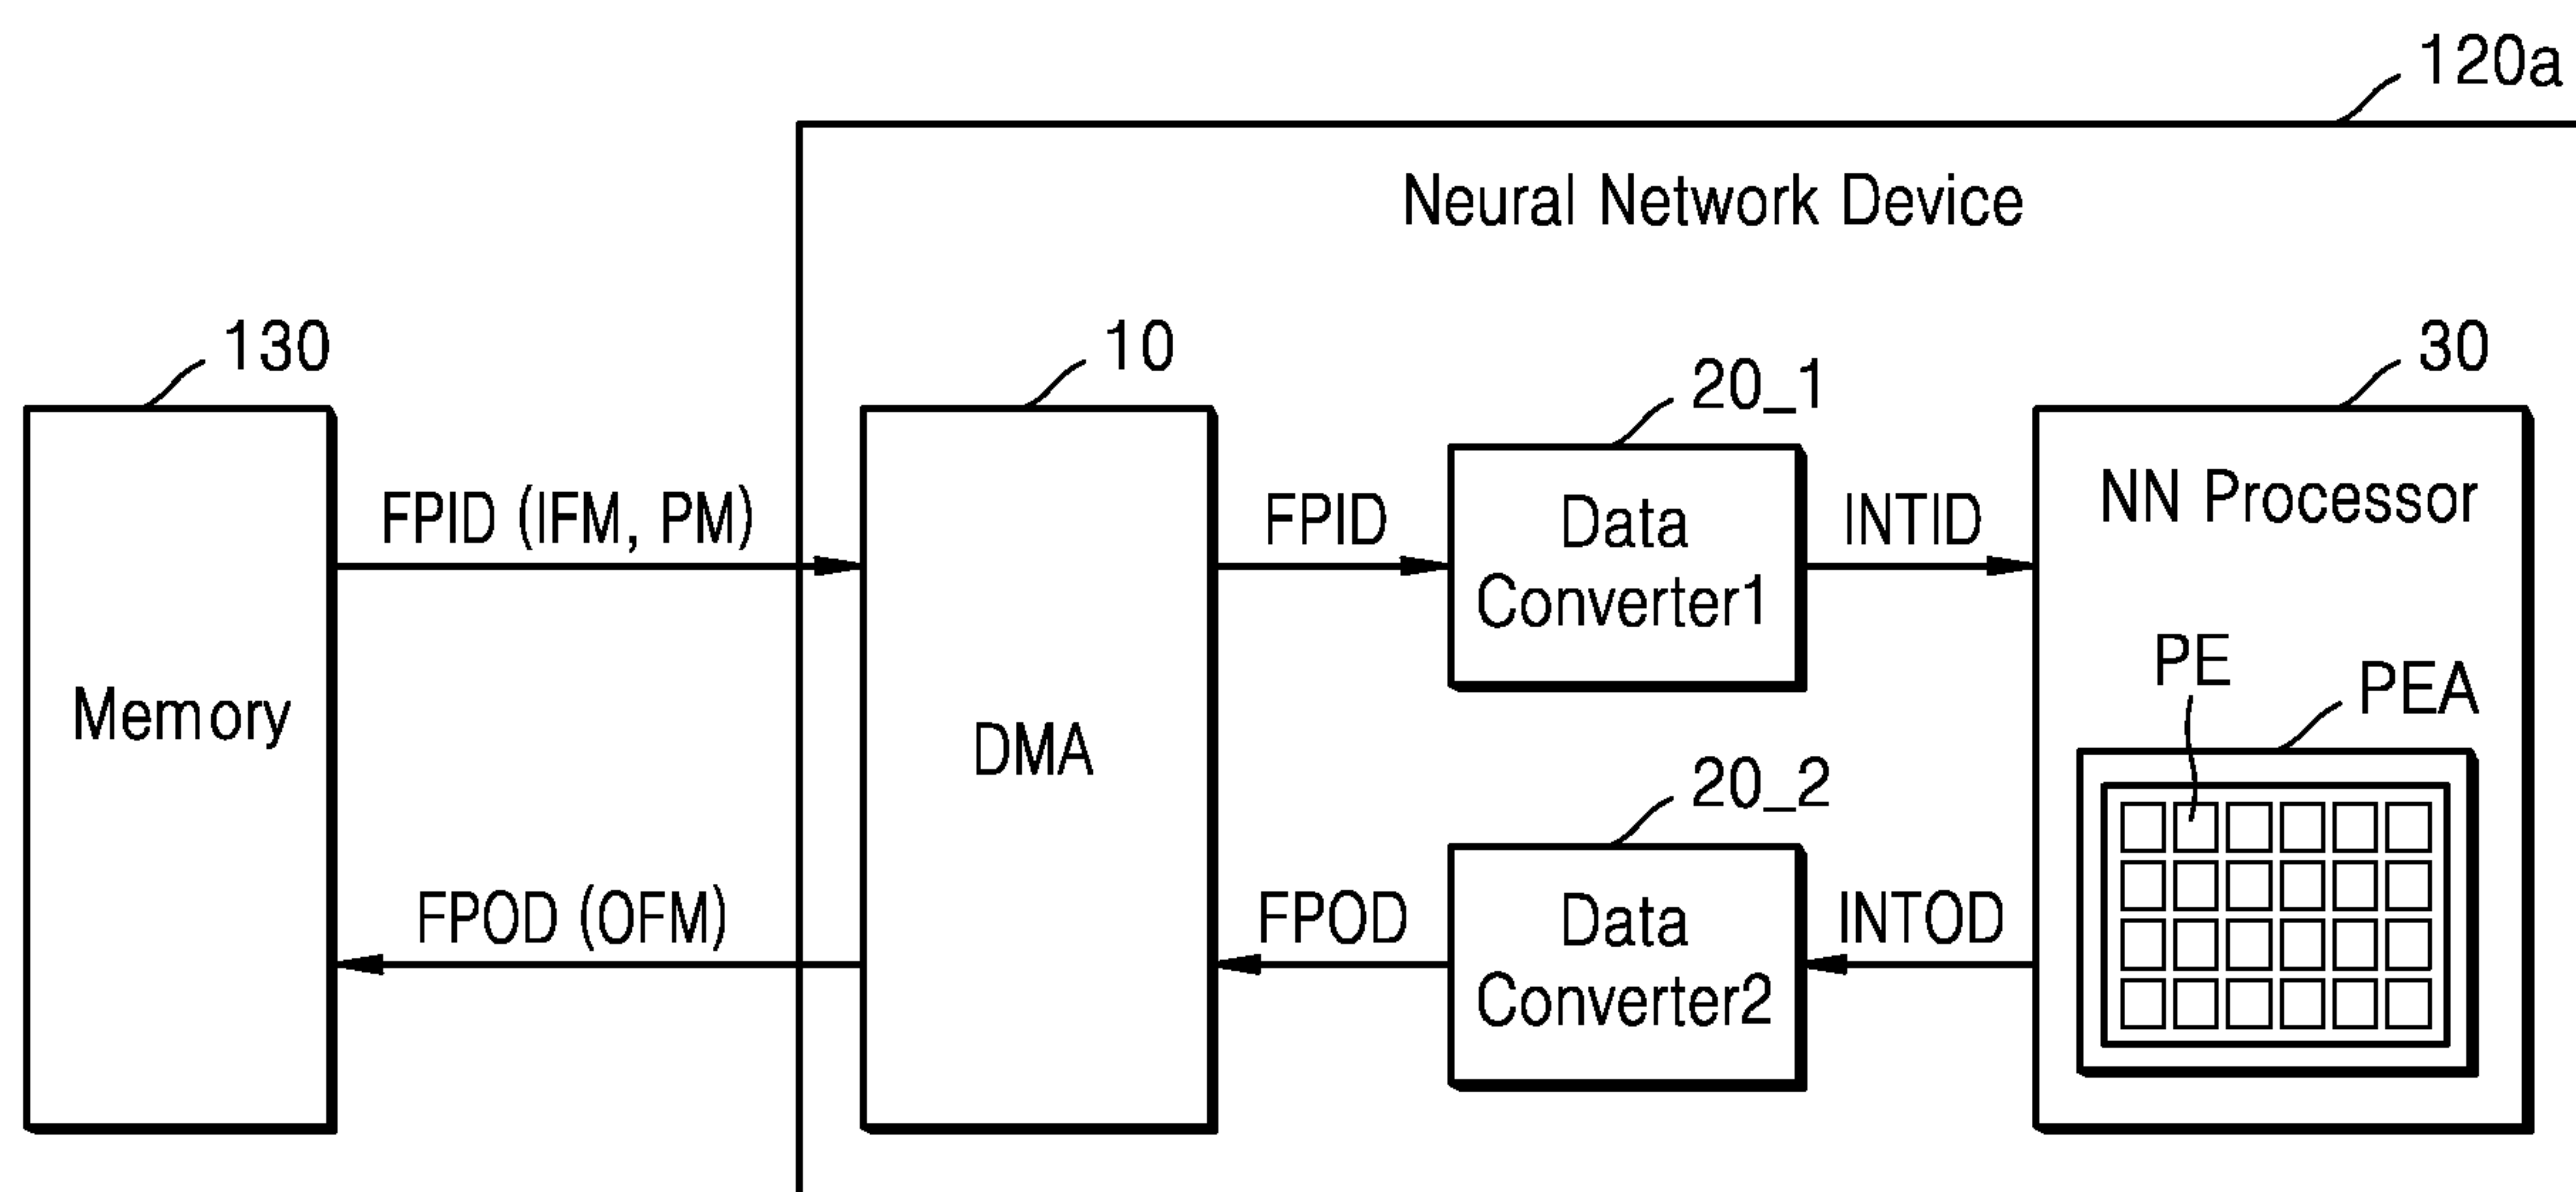 120a
Neural Network Device
130
10
20_1
30
FPID (IFM, PM)
FPID
Data
Converter1
INTID
NN Processor
PE
PEA
Memory
DMA
20_2
FPOD (OFM)
FPOD
Data
Converter2
INTOD